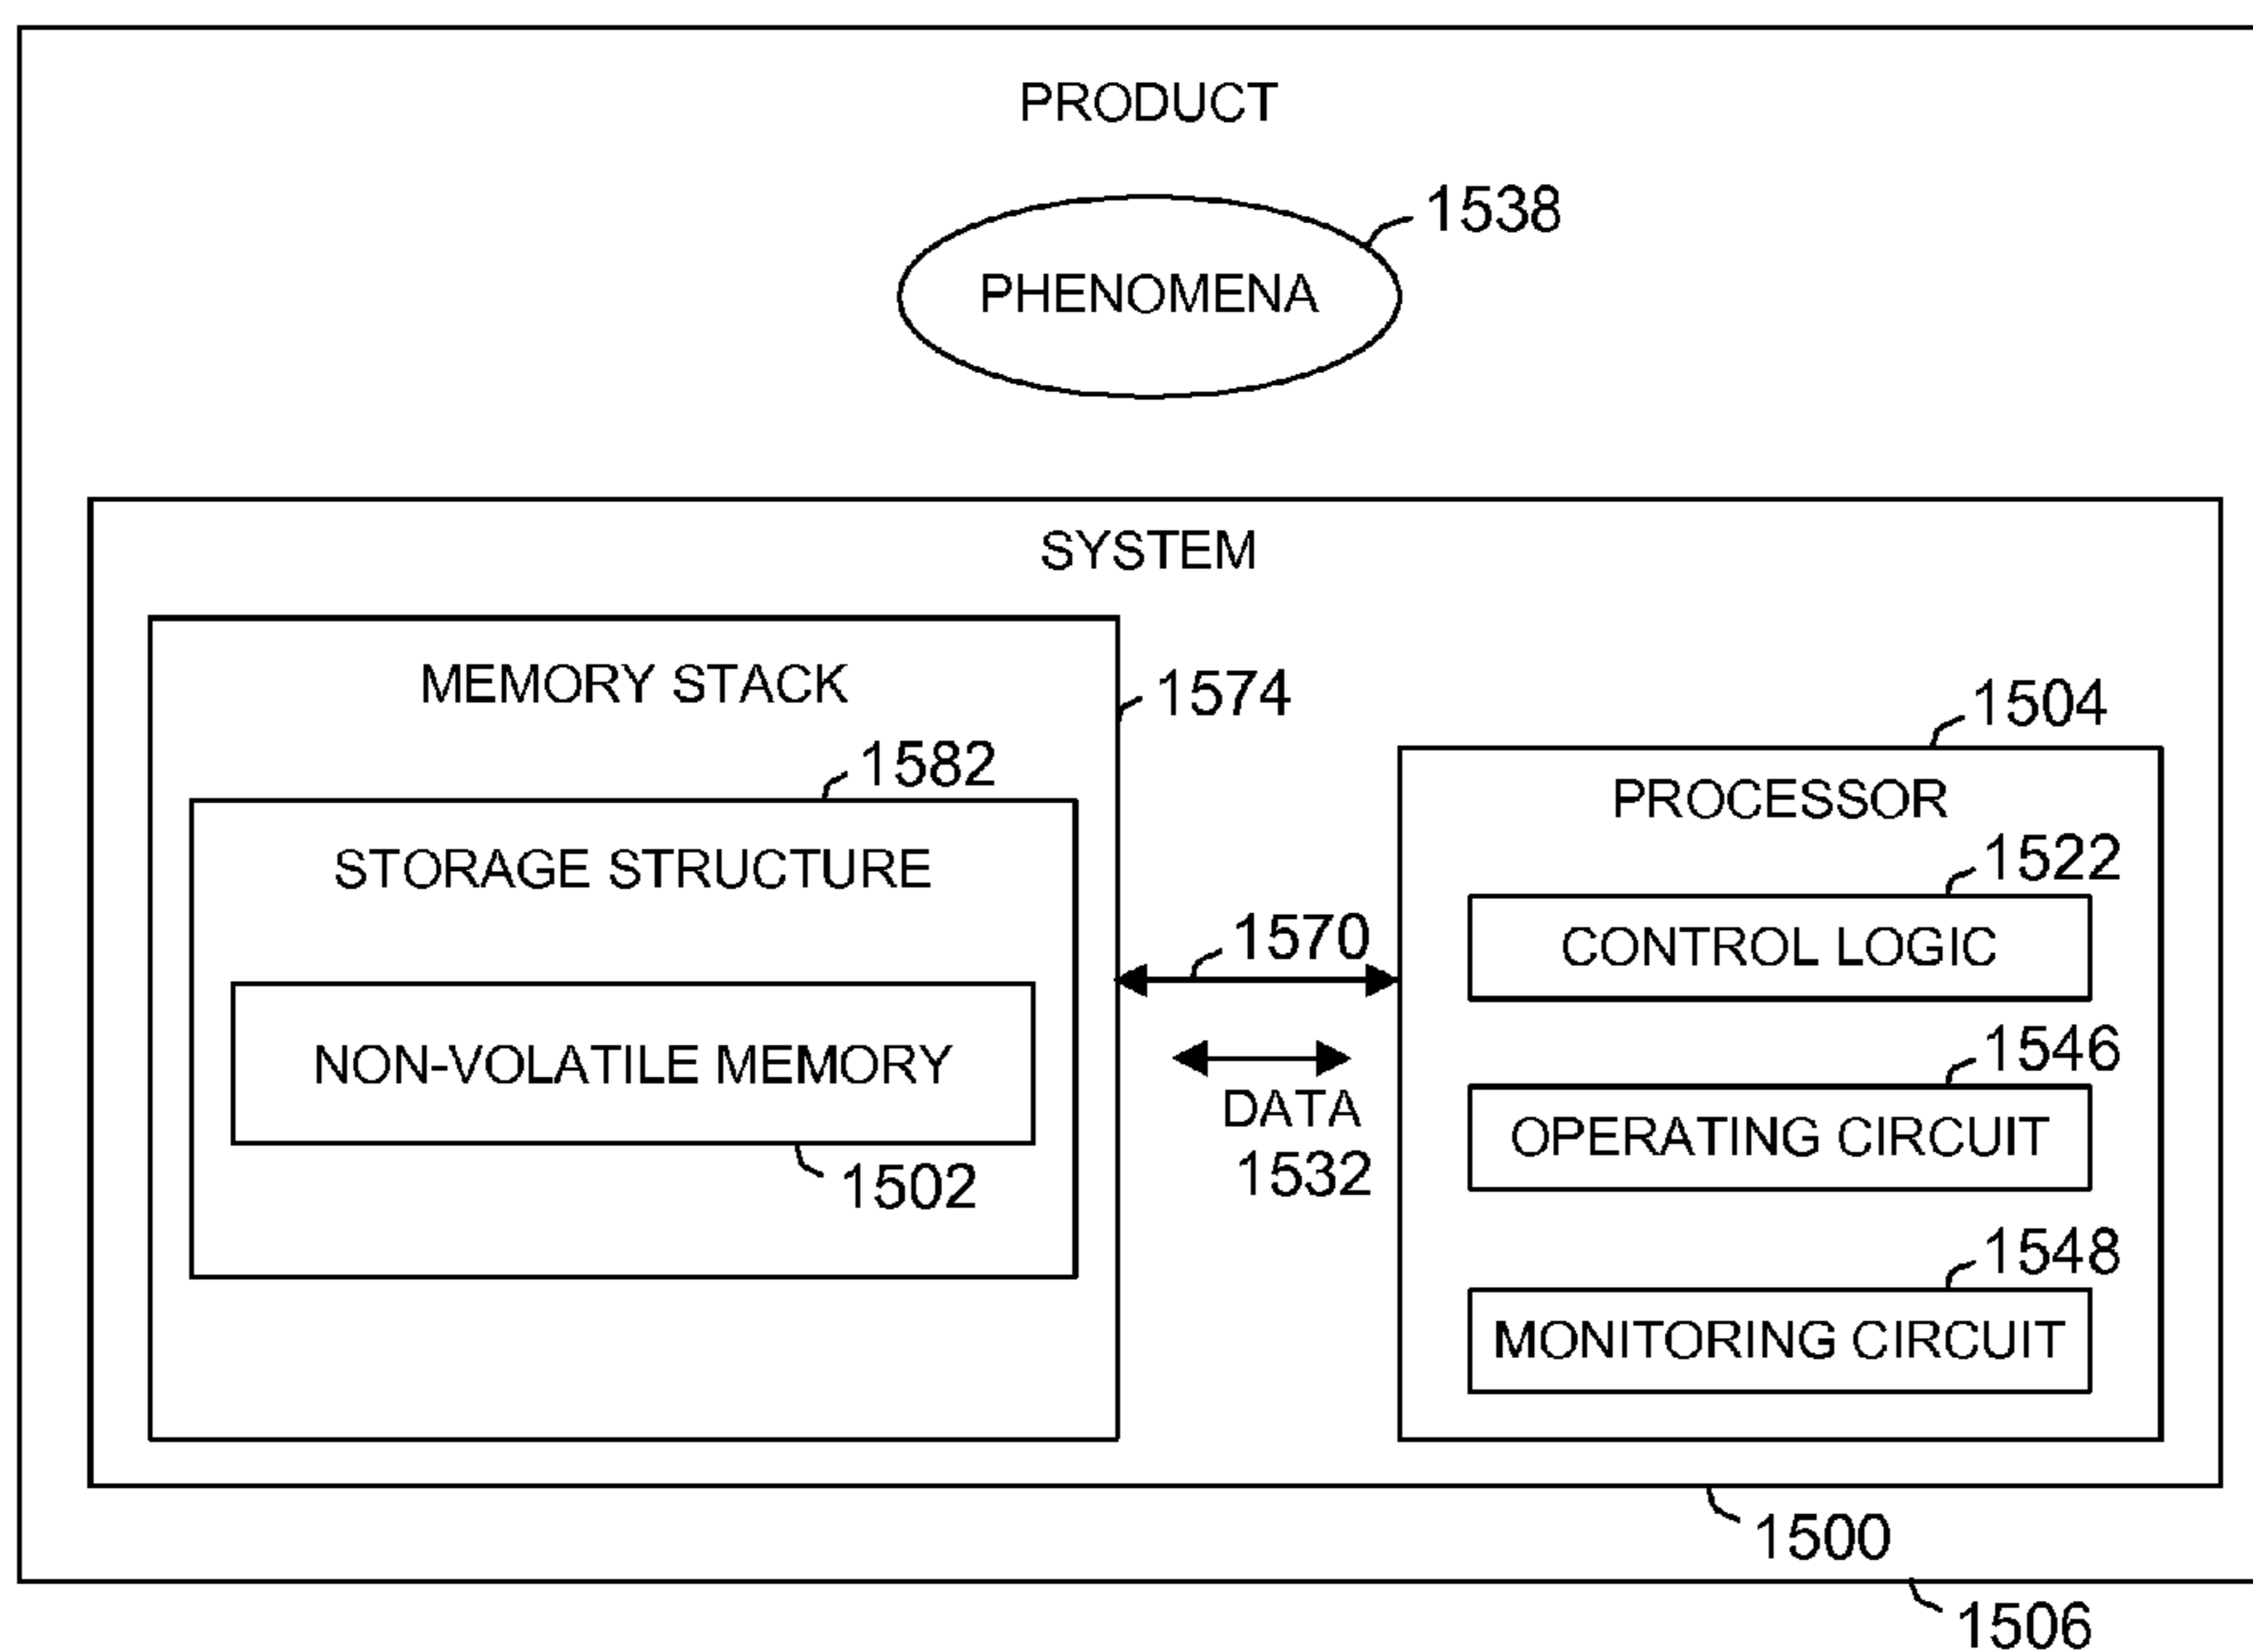 PRODUCT
1538
PHENOMENA
SYSTEM
MEMORY STACK
1574
1582
STORAGE STRUCTURE
NON-VOLATILE MEMORY
1502
1570
DATA
1532
1504
PROCESSOR
1522
CONTROL LOGIC
1546
OPERATING CIRCUIT
1548
MONITORING CIRCUIT
1500
1506